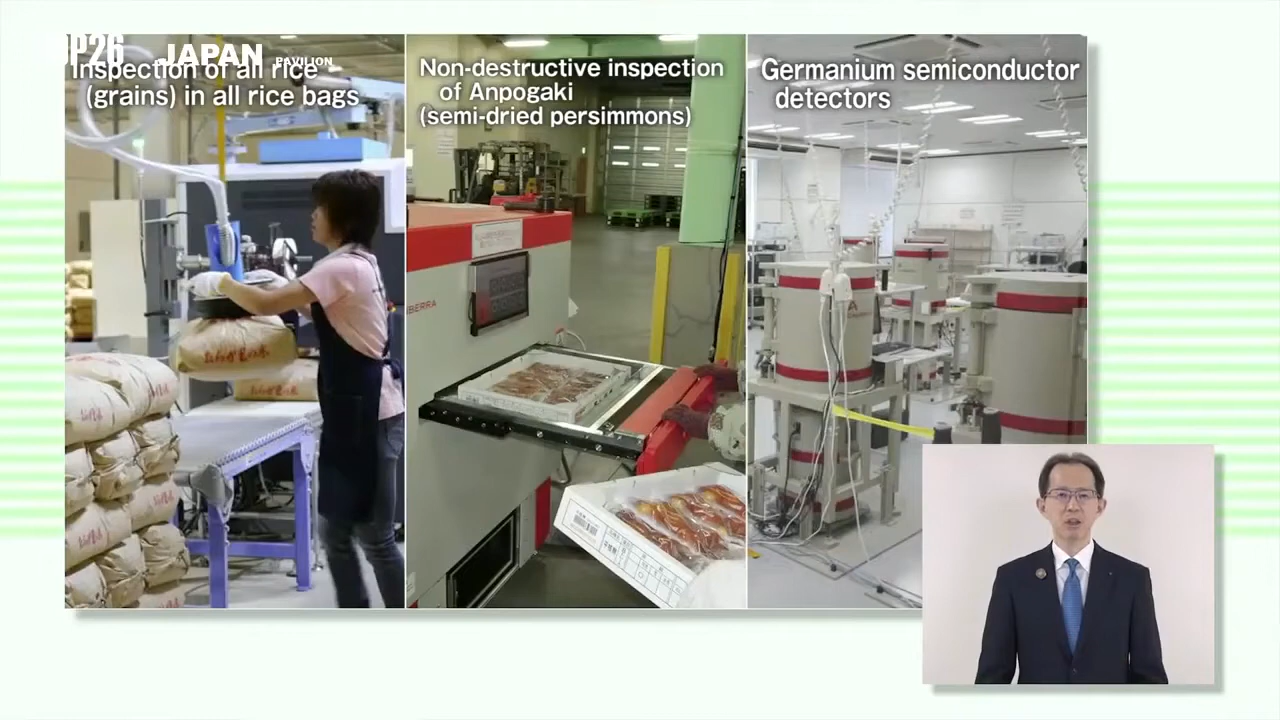 COP26 JAPAN PAVILION
Inspection of all rice
(grains) in all rice bags
Non-destructive inspection
of Anpogaki
(semi-dried persimmons)
Germanium semiconductor
detectors